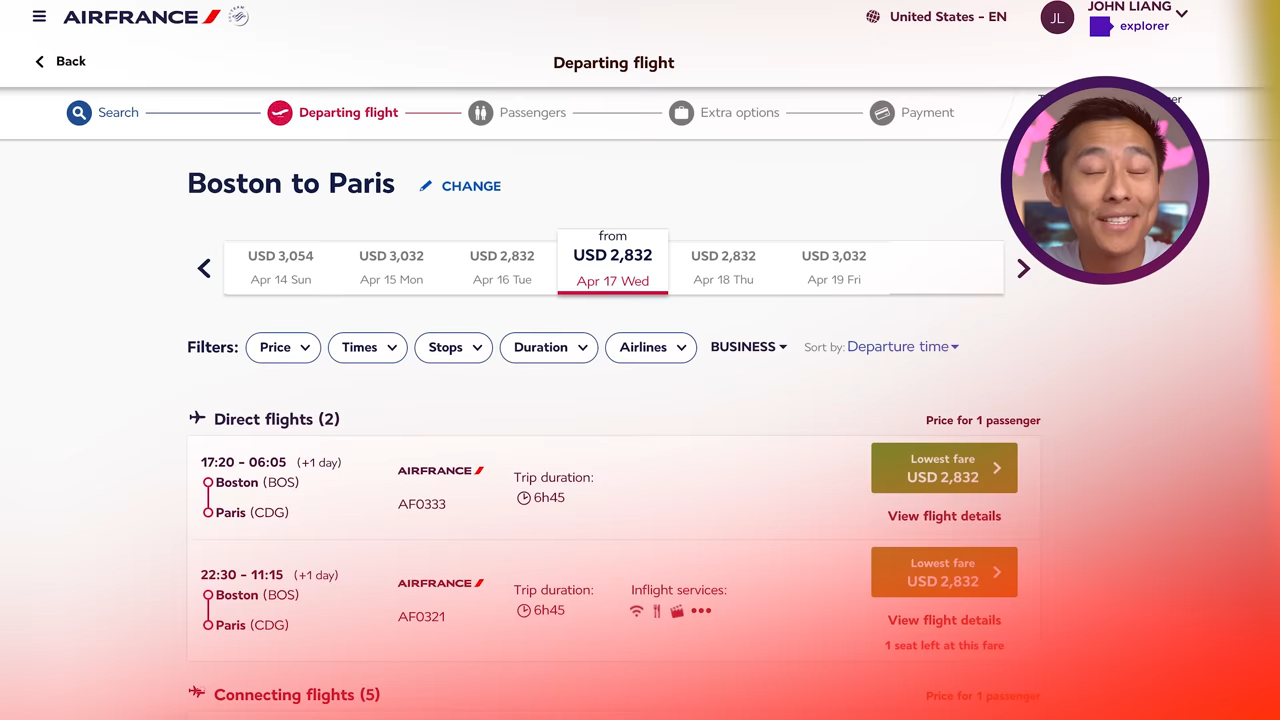 AIRFRANCE
United States - EN
JL
JOHN LIANG
explorer
Back
Departing flight
Search
Departing flight
Passengers
Extra options
Payment
Boston to Paris
CHANGE
USD 3,054
Apr 14 Sun
USD 3,032
Apr 15 Mon
USD 2,832
Apr 16 Tue
from
USD 2,832
Apr 17 Wed
USD 2,832
Apr 18 Thu
USD 3,032
Apr 19 Fri
Filters:
Price
Times
Stops
Duration
Airlines
BUSINESS
Sort by: Departure time
Direct flights (2)
Price for 1 passenger
17:20 - 06:05 (+1 day)
Boston (BOS)
Paris (CDG)
AIRFRANCE
AF0333
Trip duration:
6h45
Lowest fare
USD 2,832
View flight details
22:30 - 11:15 (+1 day)
Boston (BOS)
Paris (CDG)
AIRFRANCE
AF0321
Trip duration:
6h45
Inflight services:
Lowest fare
USD 2,832
View flight details
1 seat left at this fare
Connecting flights (5)
Price for 1 passenger